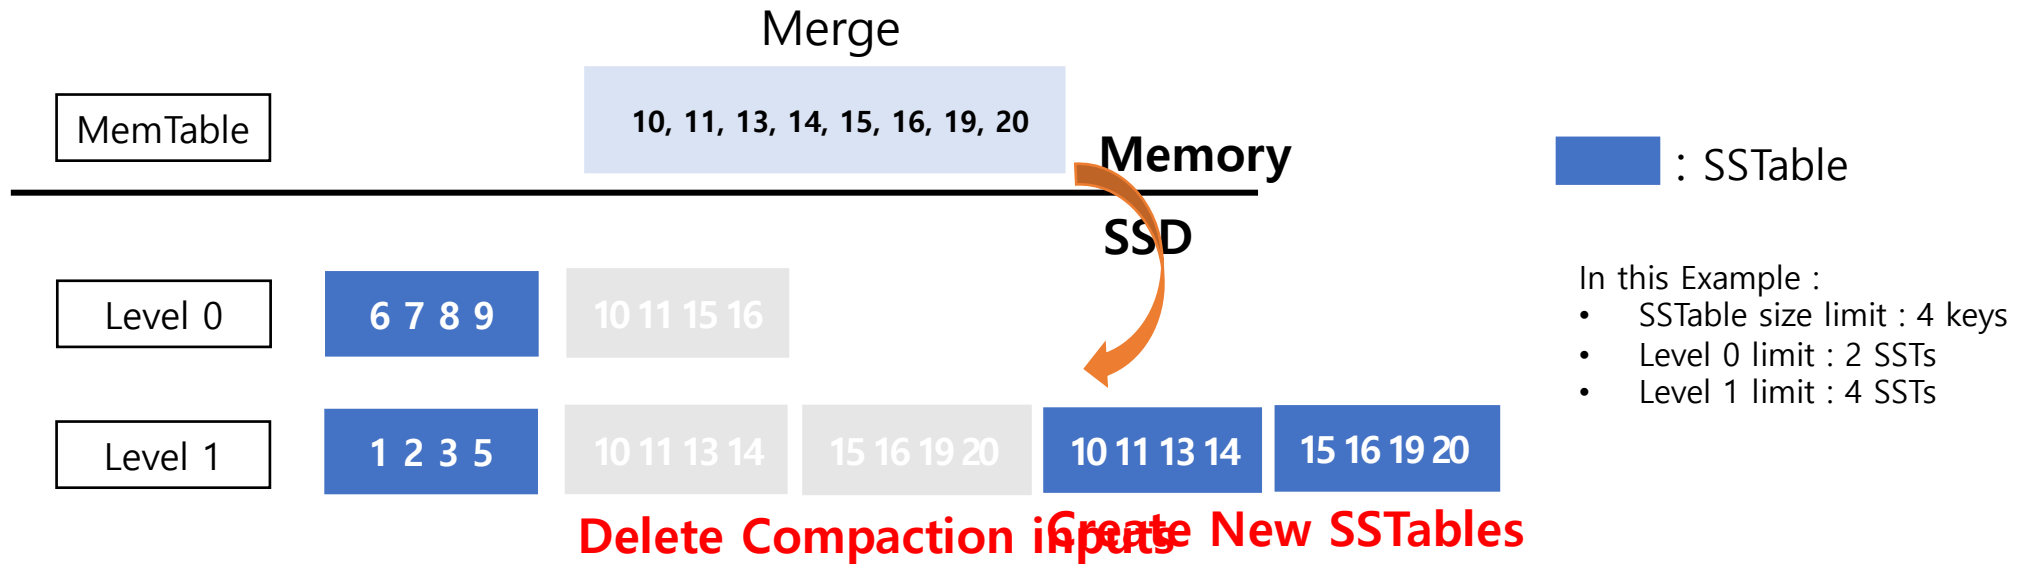 Merge
MemTable
10, 11, 13, 14, 15, 16, 19, 20
Memory
: SSTable
SSD
In this Example :
• SSTable size limit : 4 keys
• Level 0 limit : 2 SSTs
• Level 1 limit : 4 SSTs
Level 0
6 7 8 9
10 11 15 16
Level 1
1 2 3 5
10 11 13 14
15 16 19 20
10 11 13 14
15 16 19 20
Delete Compaction inputs
Create New SSTables